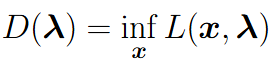 D(λ) = inf L(x, λ)
x